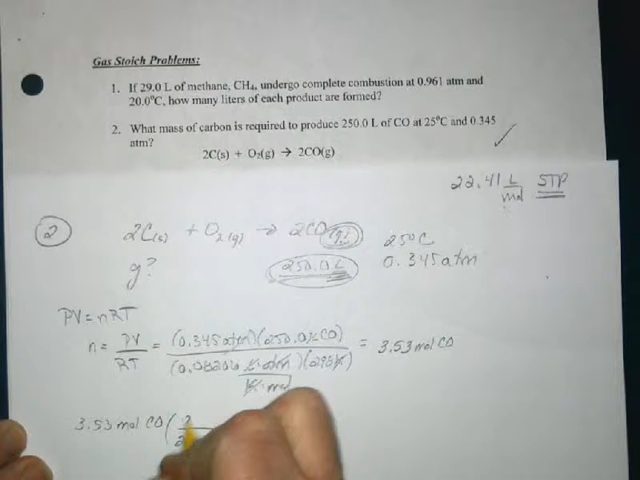 Gas Stoich Problems:
1. If 29.0 L of methane, CH₄, undergo complete combustion at 0.961 atm and
20.0°C, how many liters of each product are formed?
2. What mass of carbon is required to produce 250.0 L of CO at 25°C and 0.345
atm?
2C(s) + O₂(g) → 2CO(g)
22.41 L/mol STP
2 2C(s) + O₂(g) → 2CO(g) 25°C
g? 250.0 L 0.345 atm
PV = nRT
n = PV/RT = (0.345 atm)(250.0 L CO)/(0.08206 L·atm/K·mol)(298K) = 3.53 mol CO
3.53 mol CO (2/2